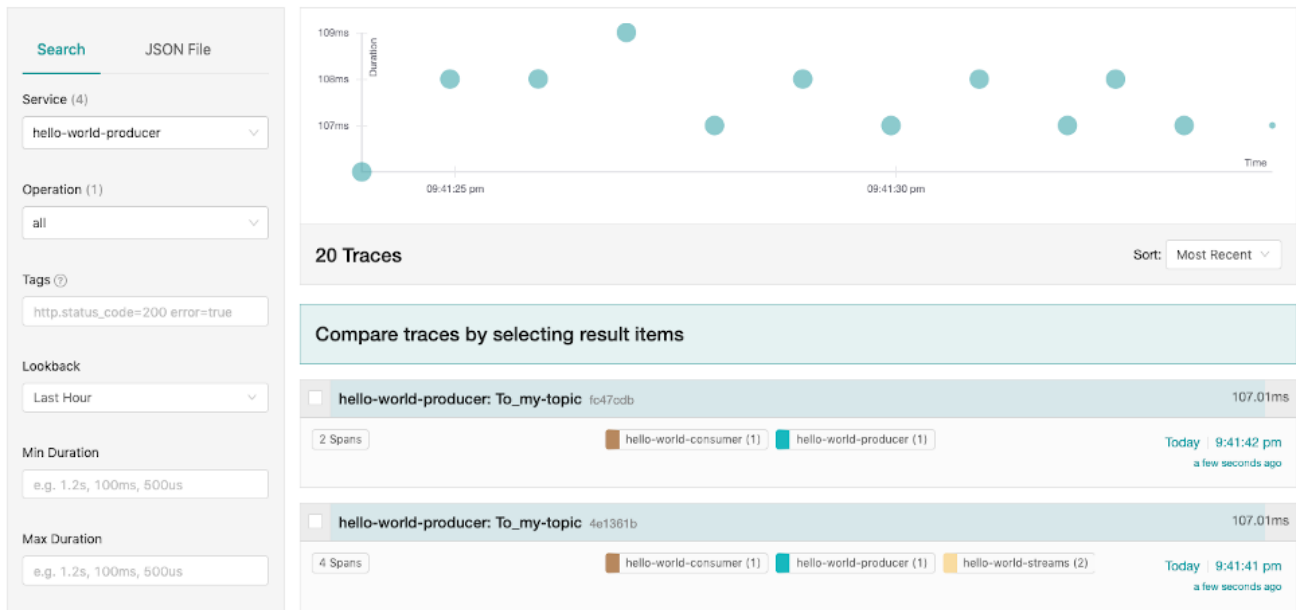 Search JSON File
Service (4)
hello-world-producer
Operation (1)
all
Tags ?
http.status_code=200 error=true
Lookback
Last Hour
Min Duration
e.g. 1.2s, 100ms, 500us
Max Duration
e.g. 1.2s, 100ms, 500us
109ms
Duration
108ms
107ms
Time
09:41:25 pm 09:41:30 pm
20 Traces
Sort: Most Recent
Compare traces by selecting result items
hello-world-producer: To_my-topic fc47cdb 107.01ms
2 Spans hello-world-consumer (1) hello-world-producer (1) Today 9:41:42 pm
a few seconds ago
hello-world-producer: To_my-topic 4e1361b 107.01ms
4 Spans hello-world-consumer (1) hello-world-producer (1) hello-world-streams (2) Today 9:41:41 pm
a few seconds ago